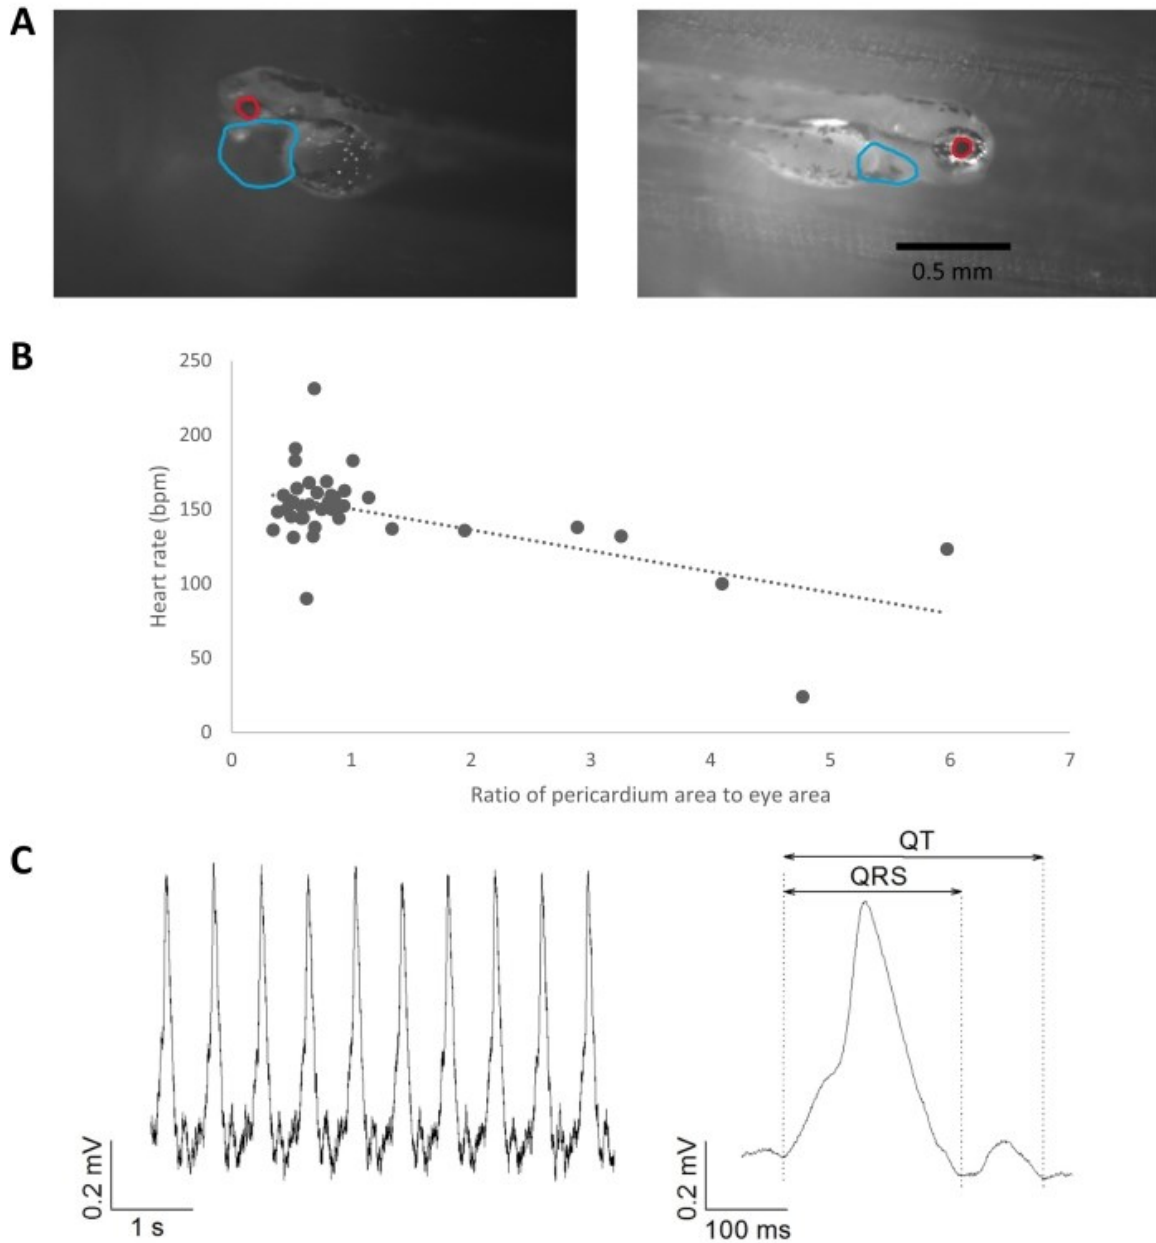 A
0.5 mm
B
250
200
150
100
50
0
Heart rate (bpm)
0 1 2 3 4 5 6 7
Ratio of pericardium area to eye area
C
QT
QRS
0.2 mV
1 s
0.2 mV
100 ms